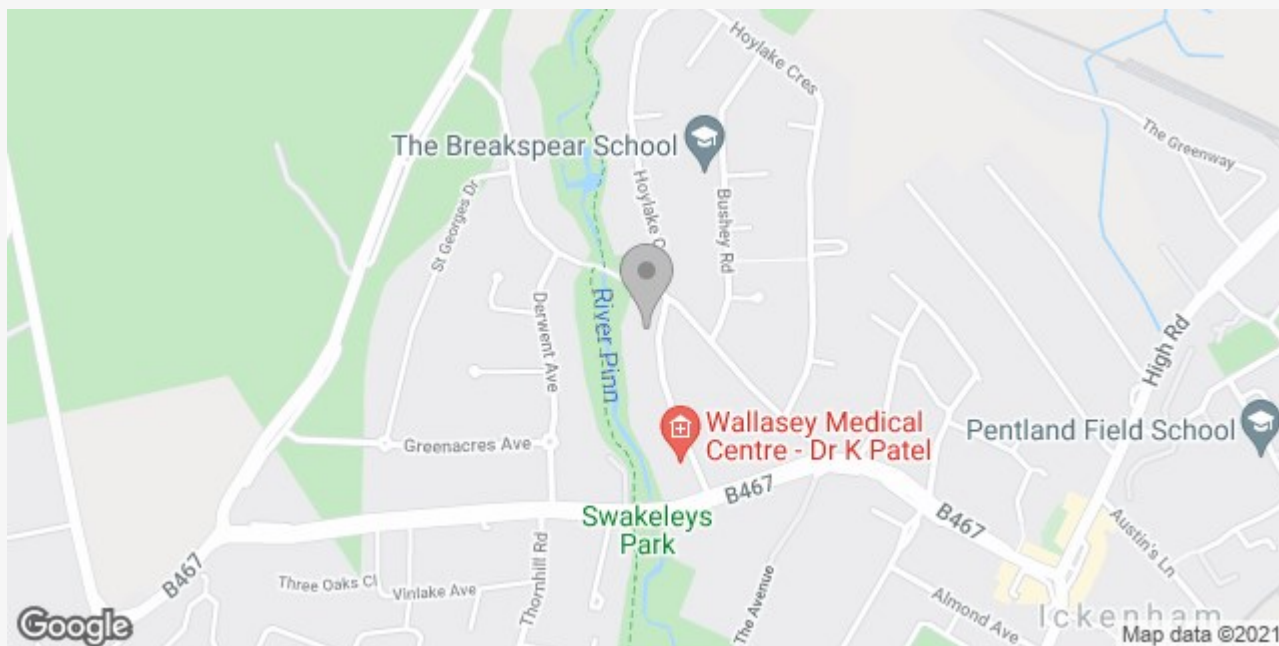 Hoylake Cres
The Greenway
The Breakspear School
St Georges Dr
Hoylake C
Bushey Rd
River Pinn
Derwent Ave
High Rd
Wallasey Medical
Centre - Dr K Patel
Pentland Field School
Greenacres Ave
B467
Swakeleys
Park
B467
Austin's Ln
B467
Three Oaks Cl
Vinlake Ave
Thornhill Rd
The Avenue
Almond Ave
Ickenham
Google
Map data ©2021